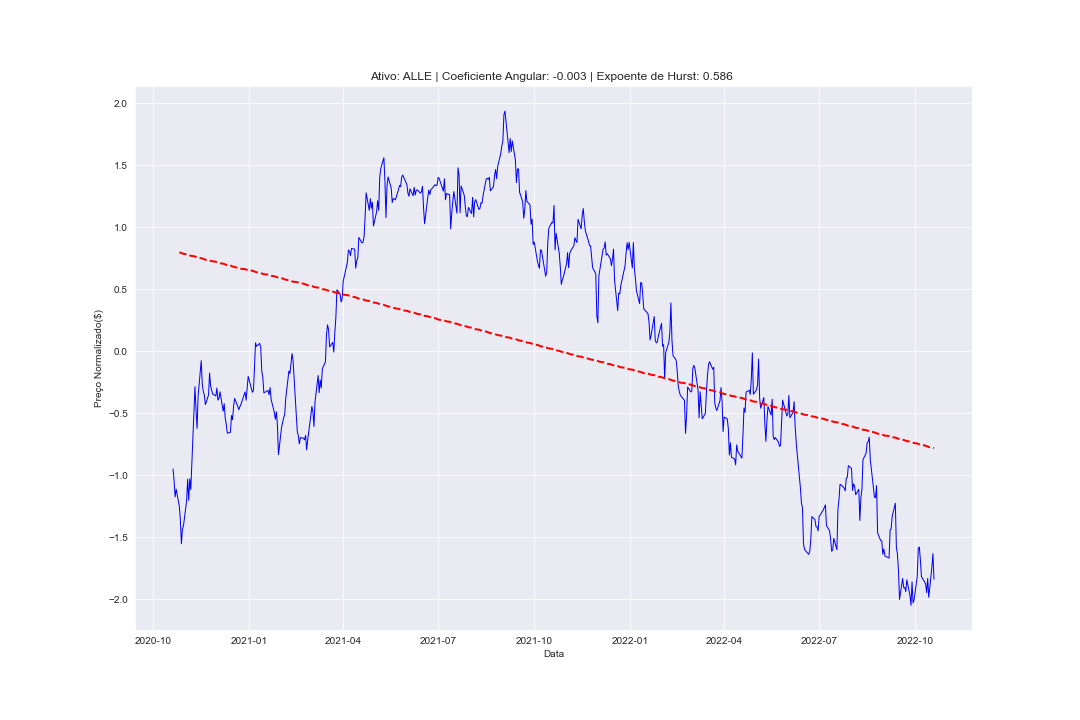 Ativo: ALLE | Coeficiente Angular: -0.003 | Expoente de Hurst: 0.586
Preço Normalizado($)
2.0
1.5
1.0
0.5
0.0
−0.5
−1.0
−1.5
−2.0
2020-10 2021-01 2021-04 2021-07 2021-10 2022-01 2022-04 2022-07 2022-10
Data